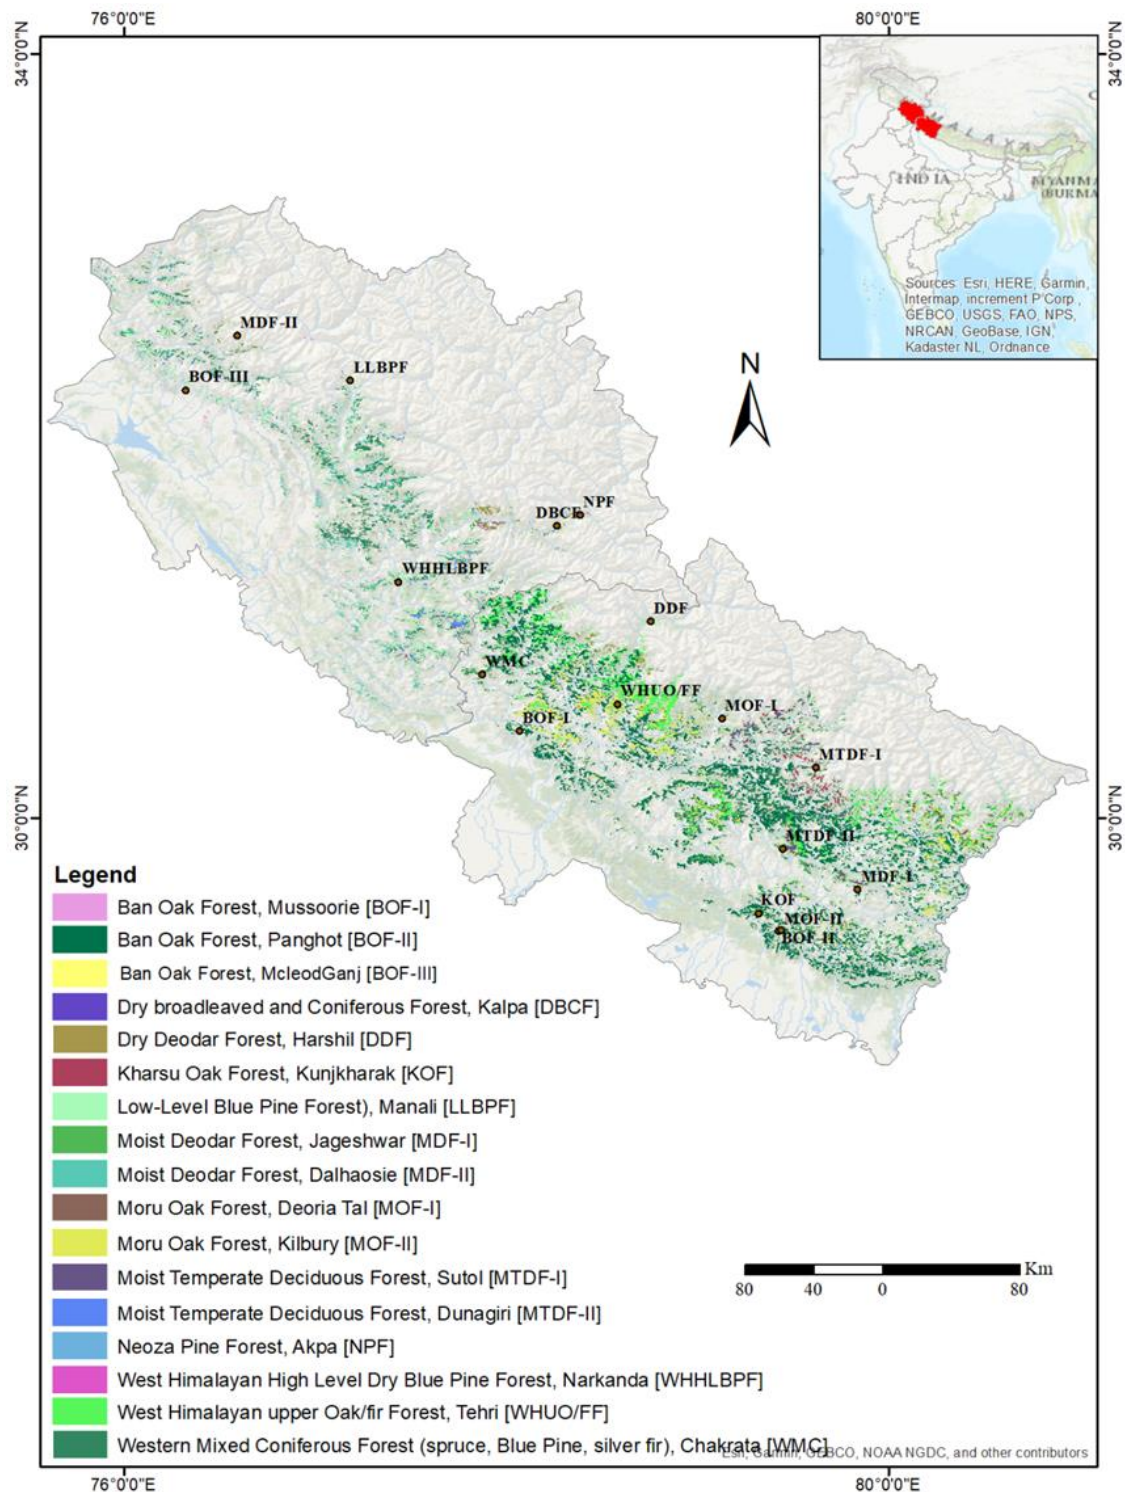 76°0'0"E
80°0'0"E
34°0'0"N
34°0'0"N
HIMALAYA
INDIA
MYANMA
(BURMA
Sources: Esri, HERE, Garmin,
Intermap, increment P Corp.,
GEBCO, USGS, FAO, NPS,
NRCAN, GeoBase, IGN,
Kadaster NL, Ordnance
N
MDF-II
LLBPF
BOF-III
NPF
DBCF
WHHLBPF
DDF
WMC
WHUO/FF
MOF-I
BOF-I
MTDF-I
30°0'0"N
30°0'0"N
MTDF-II
MDF-I
KOF
MOF-II
BOF-II
Legend
Ban Oak Forest, Mussoorie [BOF-I]
Ban Oak Forest, Panghot [BOF-II]
Ban Oak Forest, McleodGanj [BOF-III]
Dry broadleaved and Coniferous Forest, Kalpa [DBCF]
Dry Deodar Forest, Harshil [DDF]
Kharsu Oak Forest, Kunjkharak [KOF]
Low-Level Blue Pine Forest), Manali [LLBPF]
Moist Deodar Forest, Jageshwar [MDF-I]
Moist Deodar Forest, Dalhaosie [MDF-II]
Moru Oak Forest, Deoria Tal [MOF-I]
Moru Oak Forest, Kilbury [MOF-II]
Moist Temperate Deciduous Forest, Sutol [MTDF-I]
Moist Temperate Deciduous Forest, Dunagiri [MTDF-II]
Neoza Pine Forest, Akpa [NPF]
West Himalayan High Level Dry Blue Pine Forest, Narkanda [WHHLBPF]
West Himalayan upper Oak/fir Forest, Tehri [WHUO/FF]
Western Mixed Coniferous Forest (spruce, Blue Pine, silver fir), Chakrata [WMC]
Km
80 40 0 80
Esri, Garmin, GEBCO, NOAA NGDC, and other contributors
76°0'0"E
80°0'0"E